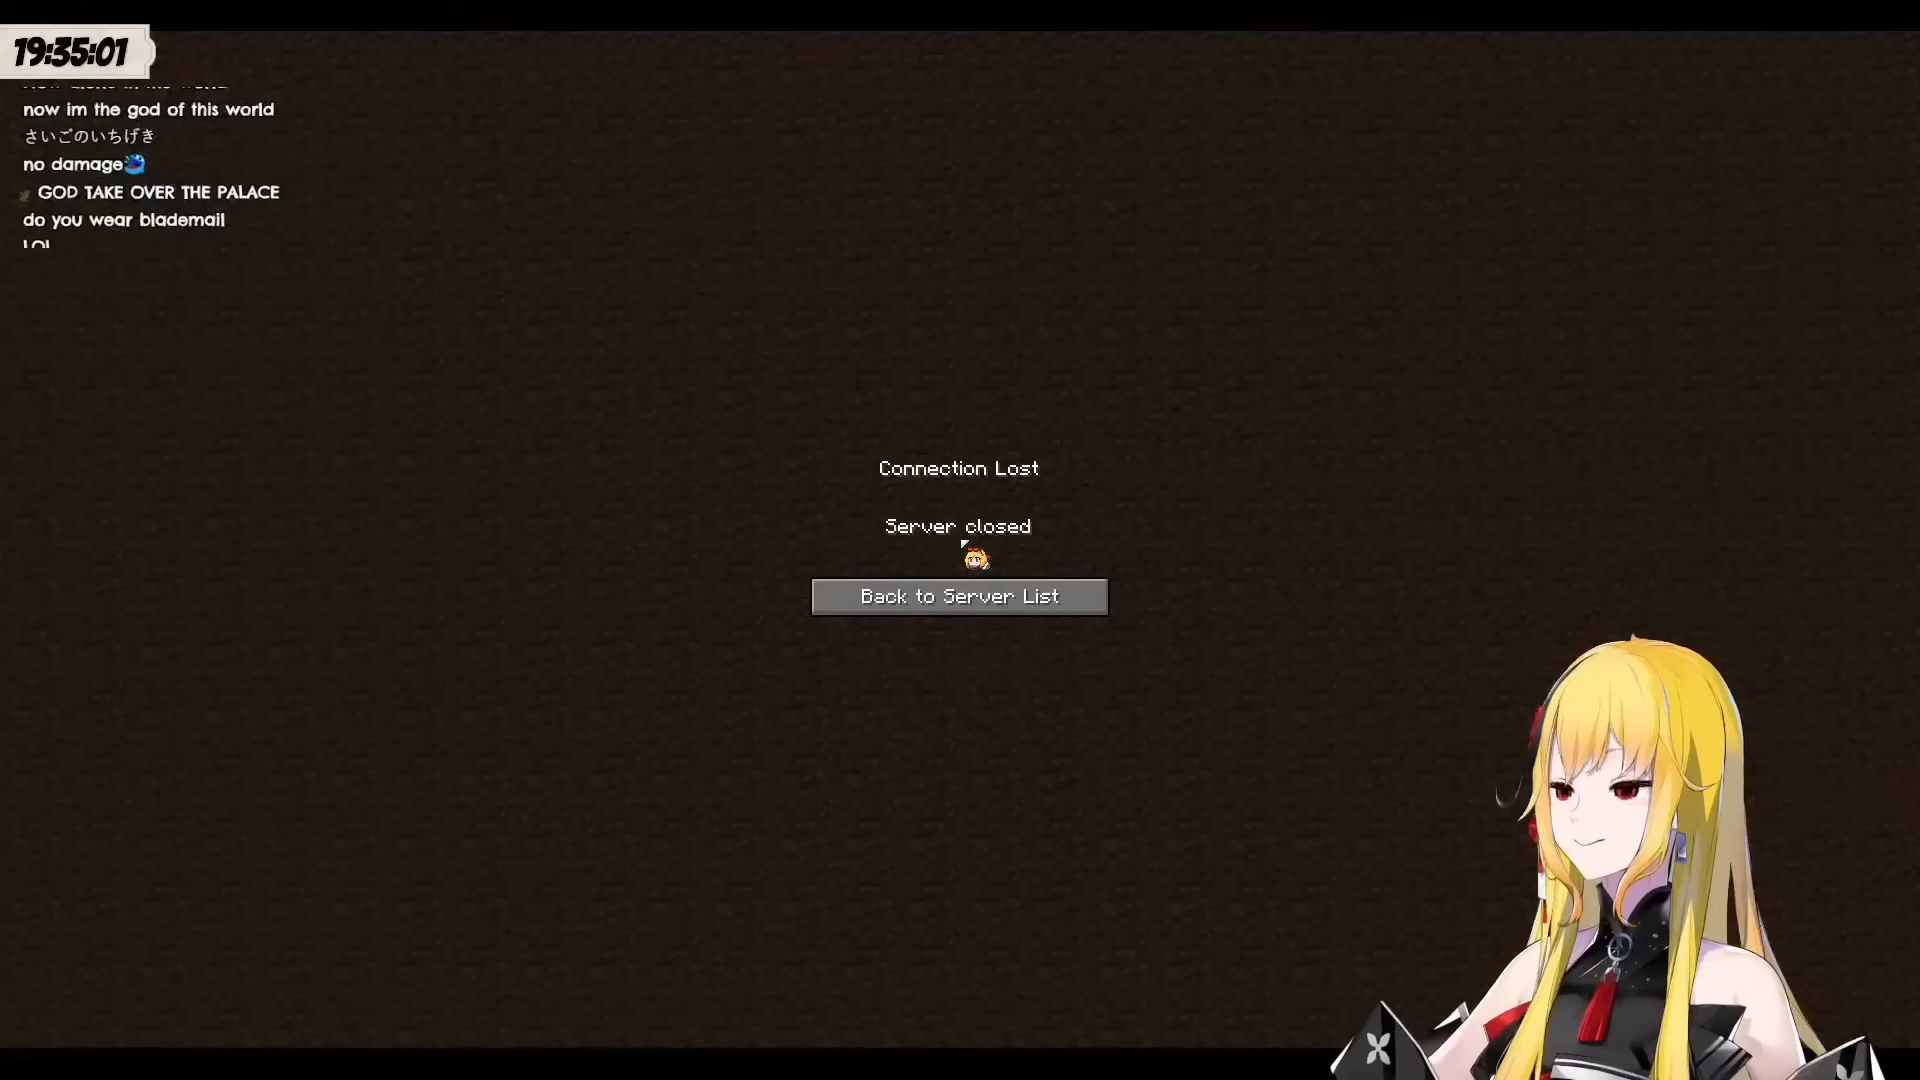 19:35:01
now im the god of this world
さいごのいちげき
no damage
GOD TAKE OVER THE PALACE
do you wear blademail
LOL
Connection Lost
Server closed
Back to Server List